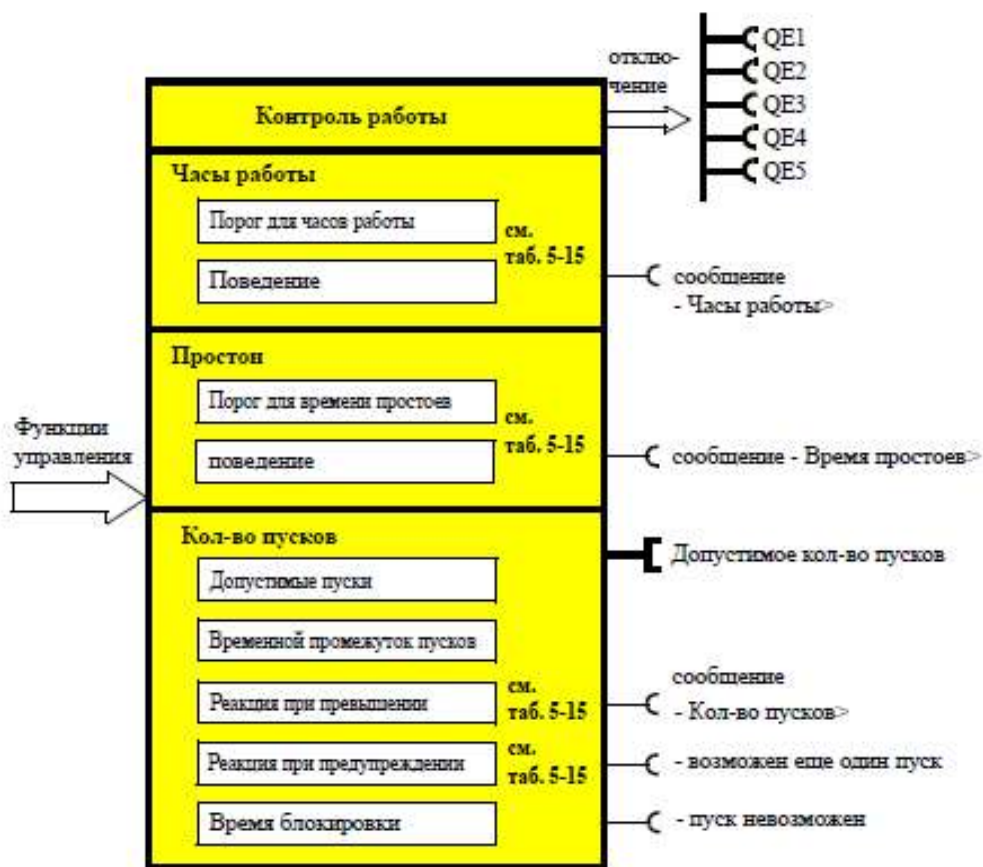 QE1
отклю-
чение
QE2
QE3
Контроль работы
QE4
QE5
Часы работы
Порог для часов работы
см.
таб. 5-15
Поведение
сообщение
- Часы работы>
Простон
Порог для времени простоев
см.
таб. 5-15
Функции
управления
поведение
сообщение - Время простоев>
Кол-во пусков
Допустимое кол-во пусков
Допустимые пуски
Временной промежуток пусков
Реакция при превышении
см.
таб. 5-15
сообщение
- Кол-во пусков>
Реакция при предупреждении
см.
таб. 5-15
- возможен еще один пуск
Время блокировки
- пуск невозможен